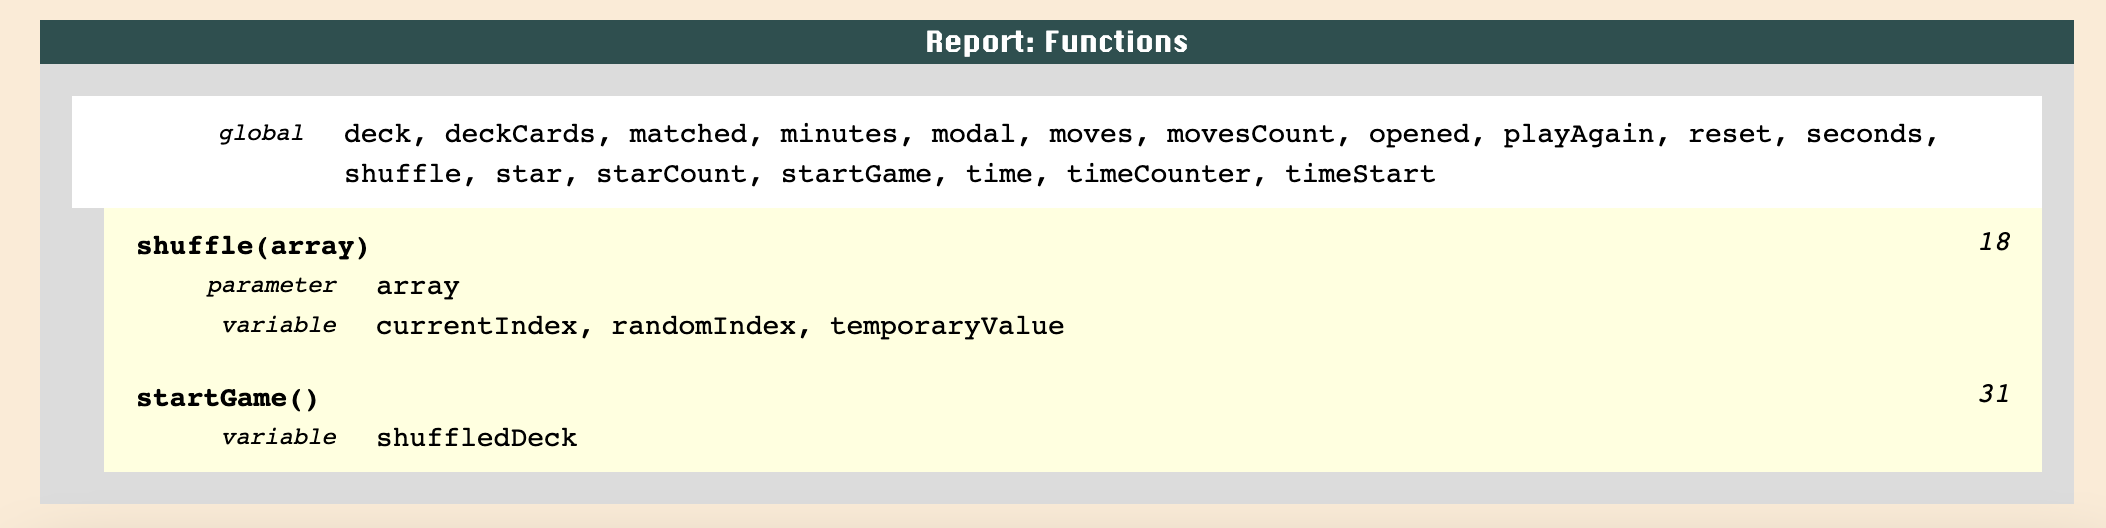 Report: Functions
global deck, deckCards, matched, minutes, modal, moves, movesCount, opened, playAgain, reset, seconds,
shuffle, star, starCount, startGame, time, timeCounter, timeStart
shuffle(array) 18
parameter array
variable currentIndex, randomIndex, temporaryValue
startGame() 31
variable shuffledDeck